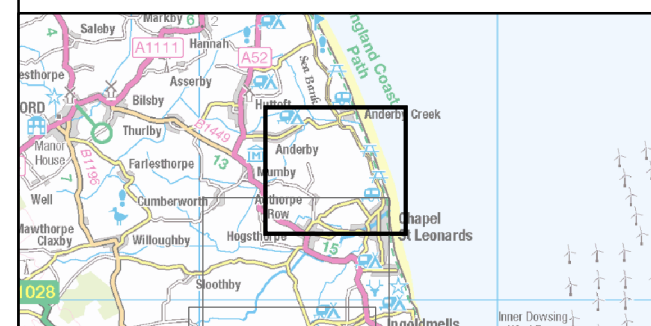 Markby
6
Saleby
England Coast
Path
4
A1111
Hannah
A52
Asserby
Sea Bank
Bilsby
Huttoft
Anderby Creek
Thurlby
B1449
Manor
House
B1196
13
Anderby
Farlesthorpe
Mumby
7
Well
Cumberworth
Row
Chapel
St Leonards
Claxby
Willoughby
Hogsthorpe
15
Sloothby
1028
Inner Dowsing
Ingoldmells